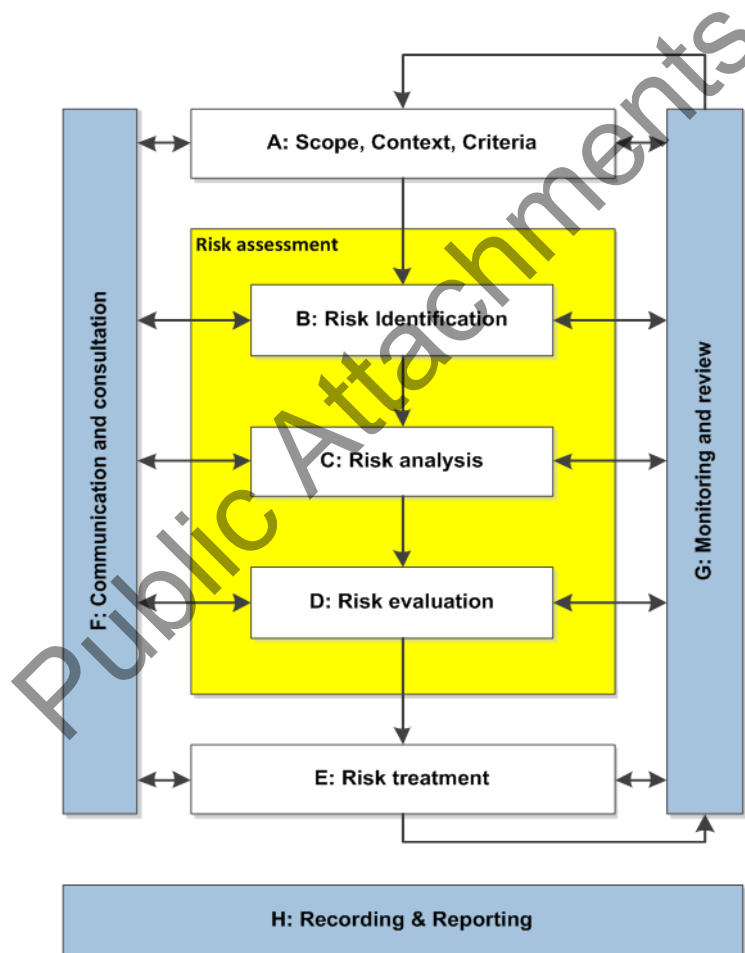 A: Scope, Context, Criteria
Risk assessment
B: Risk Identification
C: Risk analysis
D: Risk evaluation
E: Risk treatment
F: Communication and consultation
G: Monitoring and review
H: Recording & Reporting
Public Attachments